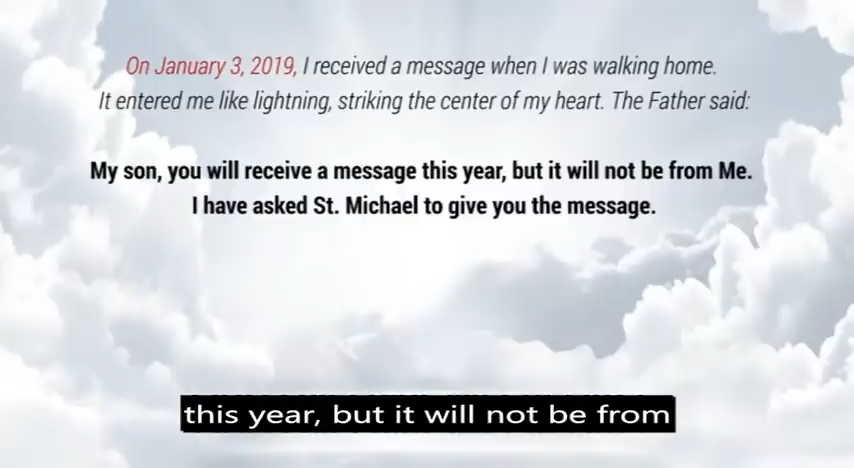 On January 3, 2019, I received a message when I was walking home.
It entered me like lightning, striking the center of my heart. The Father said:
My son, you will receive a message this year, but it will not be from Me.
I have asked St. Michael to give you the message.
this year, but it will not be from